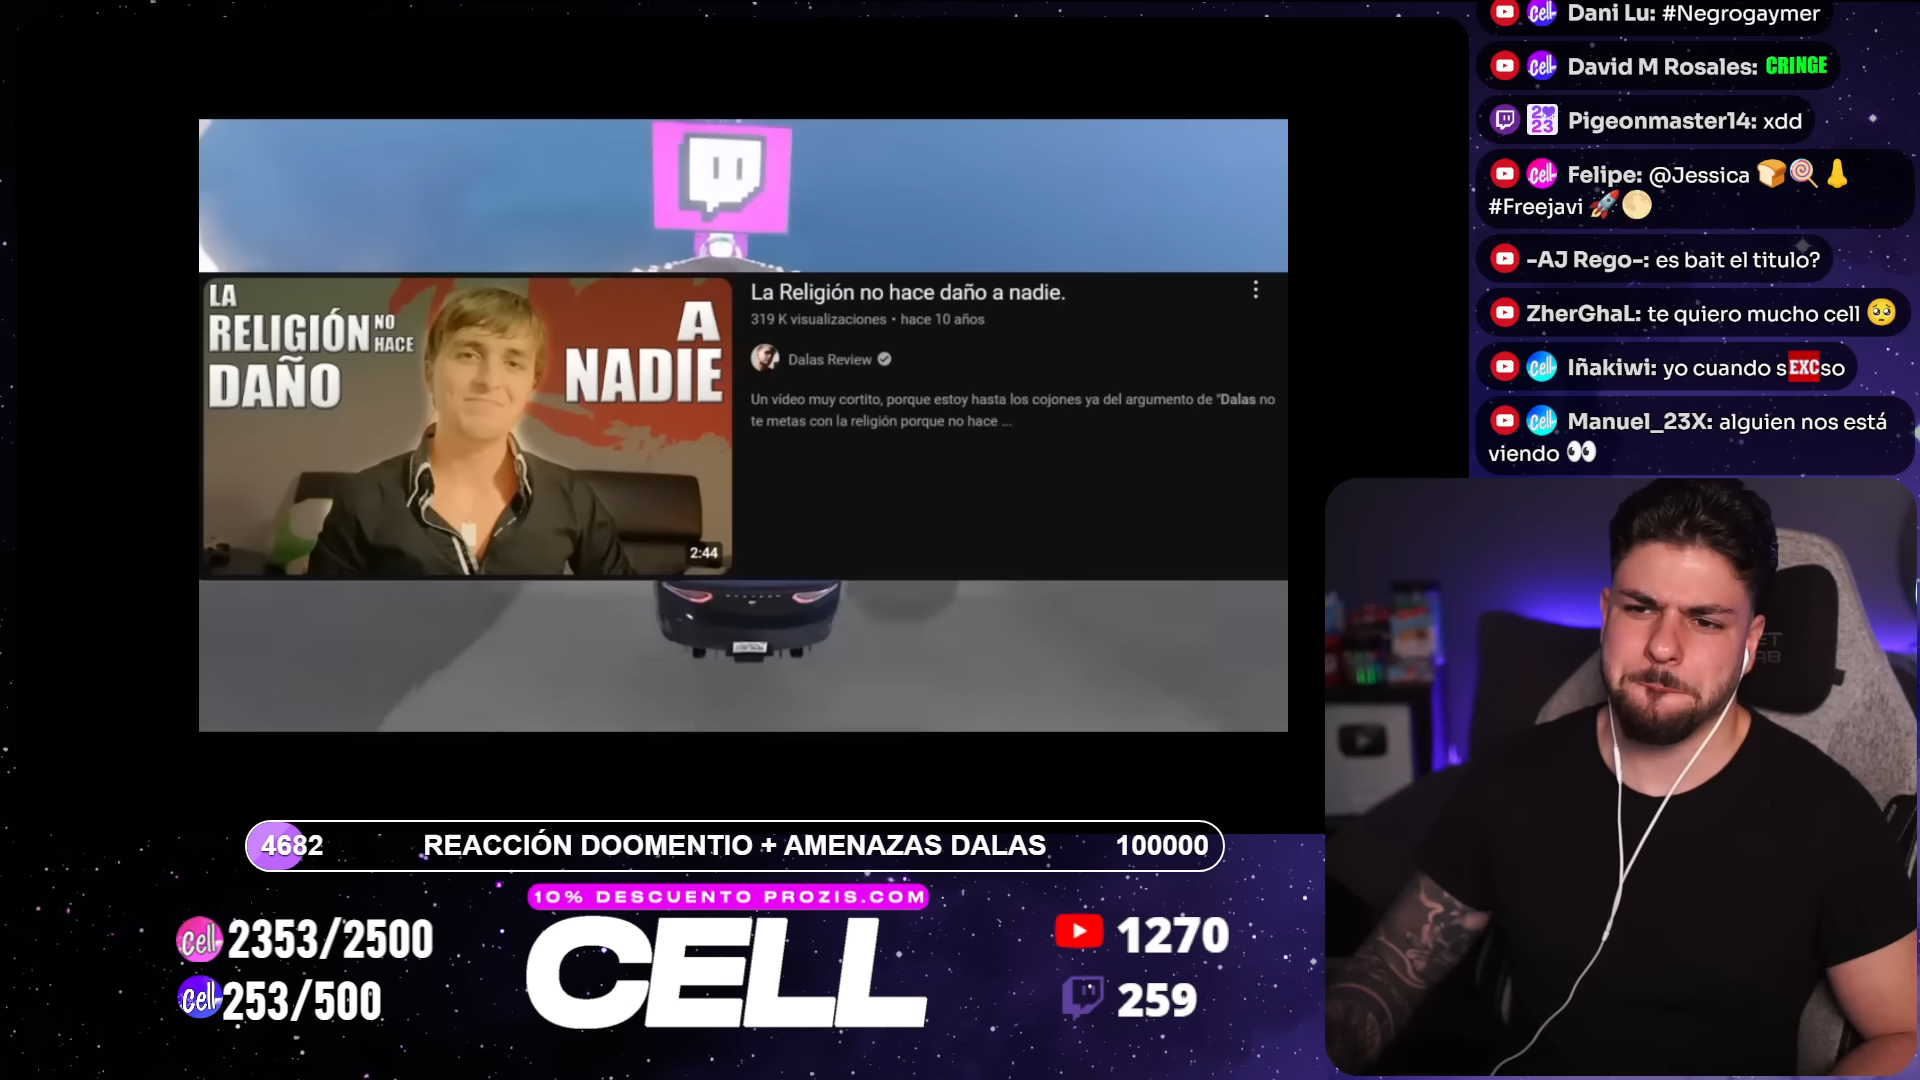 Dani Lu: #Negrogaymer
David M Rosales: CRINGE
Pigeonmaster14: xdd
Felipe: @Jessica
#Freejavi
-AJ Rego-: es bait el titulo?
ZherGhaL: te quiero mucho cell
Iñakiwi: yo cuando sEXCso
Manuel_23X: alguien nos está
viendo
LA
RELIGIÓN NO
HACE
DAÑO
A
NADIE
2:44
La Religión no hace daño a nadie.
319 K visualizaciones • hace 10 años
Dalas Review
Un vídeo muy cortito, porque estoy hasta los cojones ya del argumento de "Dalas no
te metas con la religión porque no hace ...
4682 REACCIÓN DOOMENTIO + AMENAZAS DALAS 100000
10% DESCUENTO PROZIS.COM
CELL
cell 2353/2500
cell 253/500
1270
259